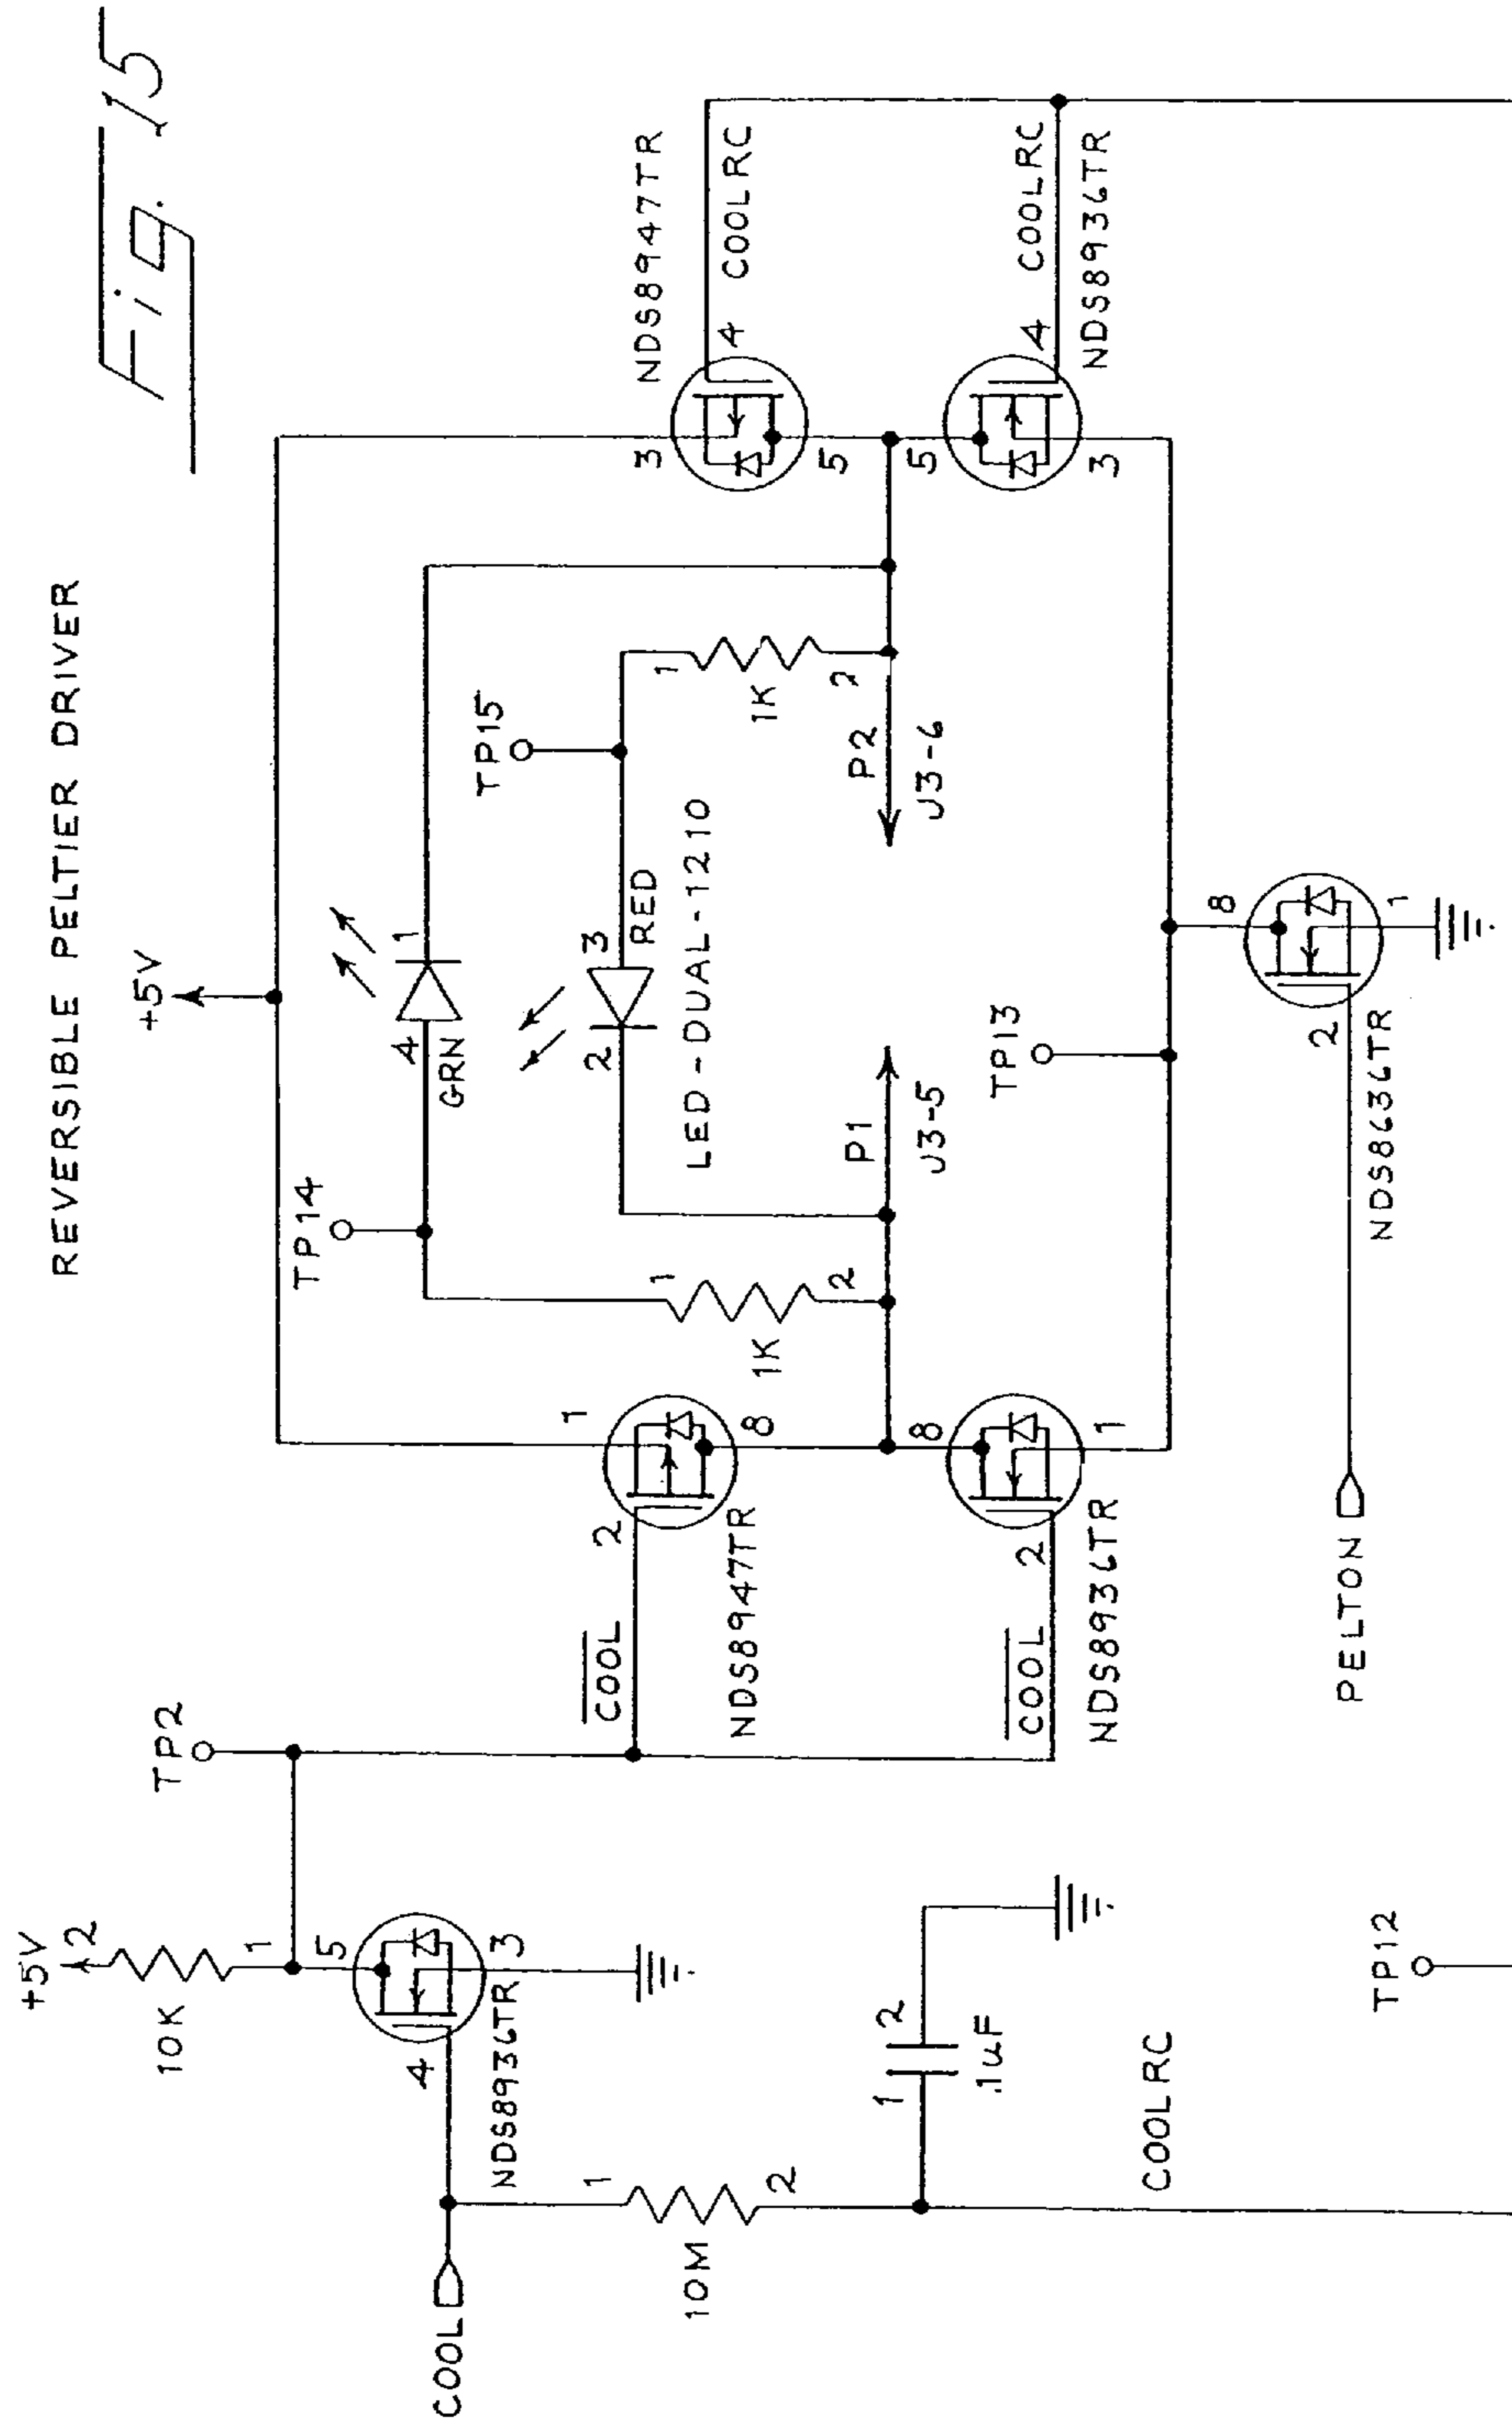 Fig. 15
REVERSIBLE PELTIER DRIVER
+5V
TP2
TP14
+5V
2
10K
1
5
4
3
NDS8936TR
COOL
1
10M
2
1
2
.1uF
COOLRC
TP12
COOL
2
1
8
NDS8947TR
COOL
2
8
1
NDS8936TR
1
1K
2
4
GRN
1
TP15
2
3
RED
LED-DUAL-1210
1
1K
2
P1
J3-5
P2
J3-6
TP13
NDS8947TR
3
4
COOLRC
5
5
4
COOLRC
3
NDS8936TR
8
2
1
NDS8636TR
PELTON